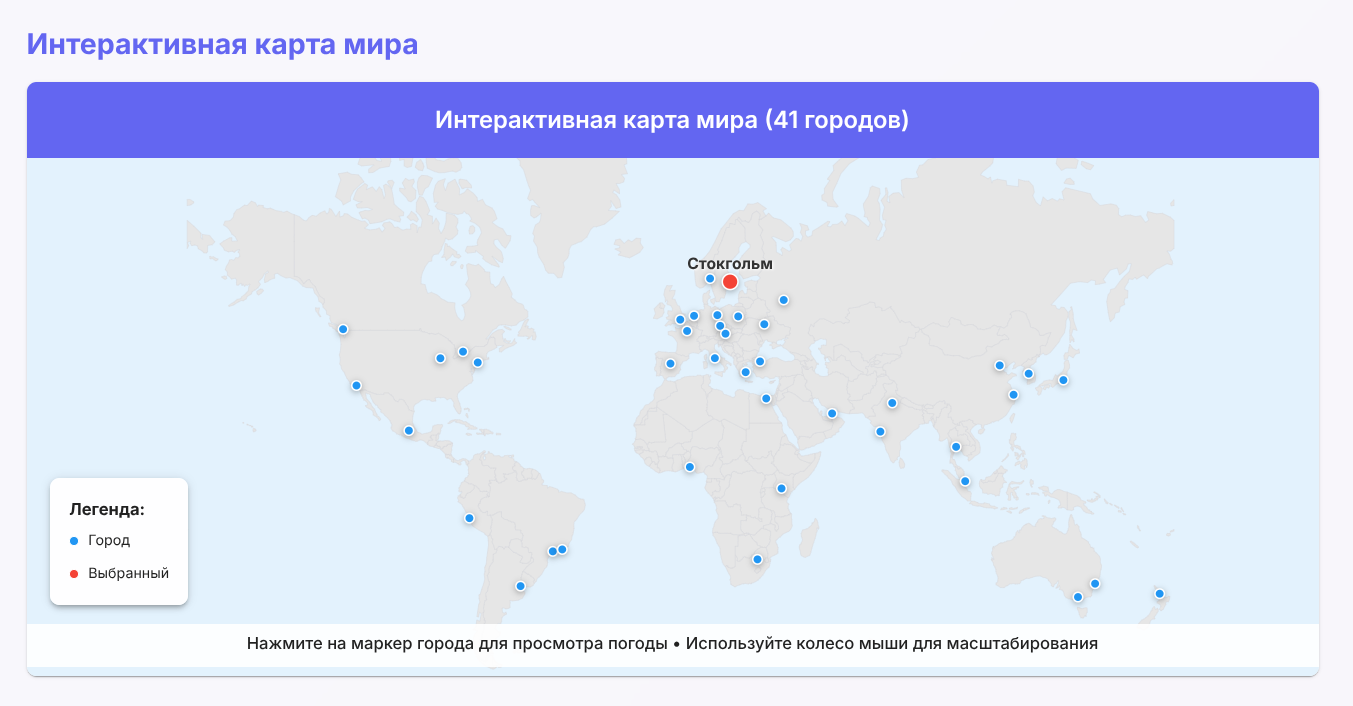 Интерактивная карта мира
Интерактивная карта мира (41 городов)
Стокгольм
Легенда:
Город
Выбранный
Нажмите на маркер города для просмотра погоды • Используйте колесо мыши для масштабирования